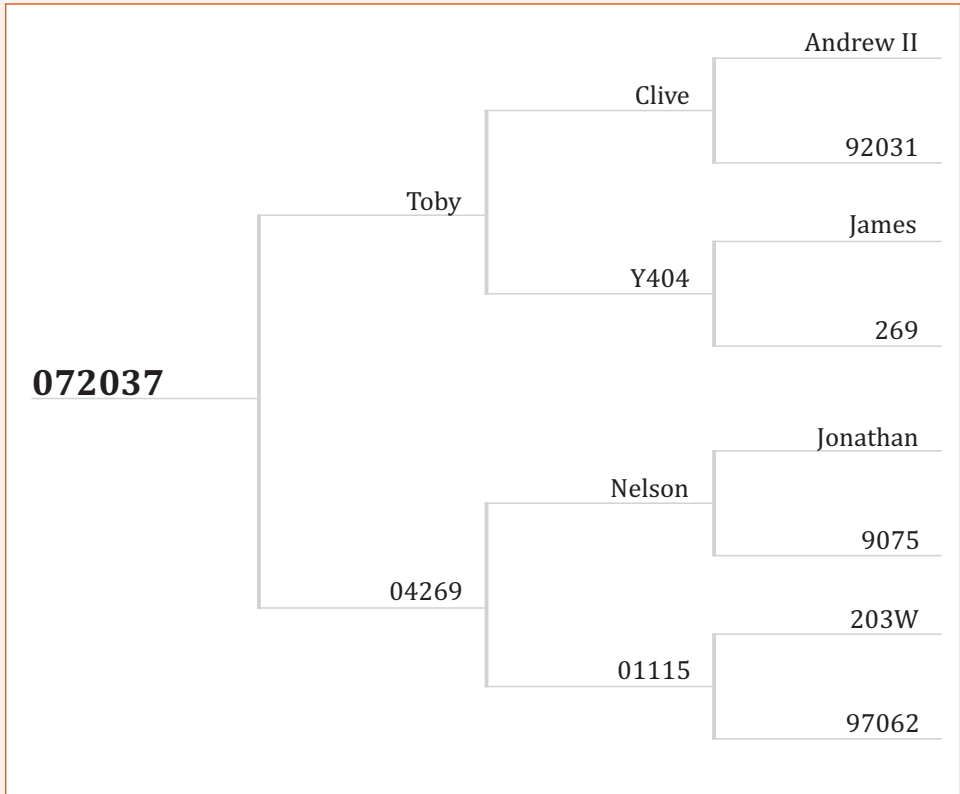 Andrew II
Clive
92031
Toby
James
Y404
269
072037
Jonathan
Nelson
9075
04269
203W
01115
97062